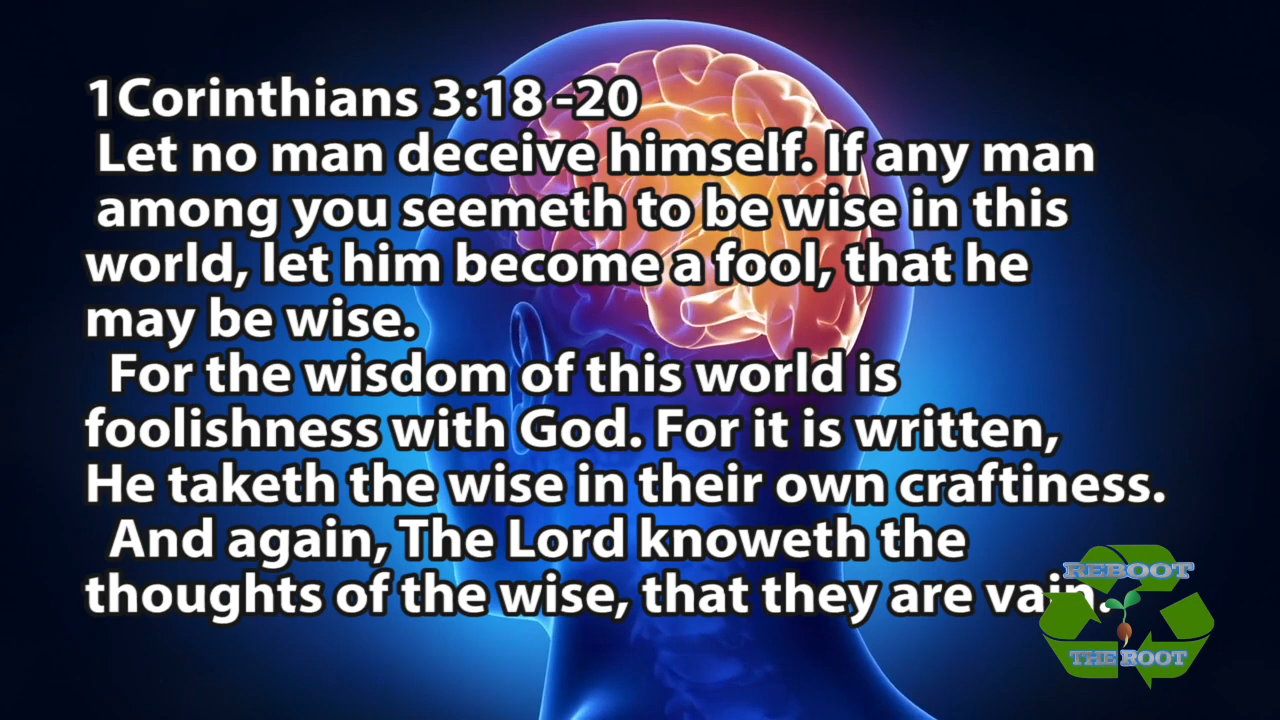 1Corinthians 3:18 -20
Let no man deceive himself. If any man
among you seemeth to be wise in this
world, let him become a fool, that he
may be wise.
For the wisdom of this world is
foolishness with God. For it is written,
He taketh the wise in their own craftiness.
And again, The Lord knoweth the
thoughts of the wise, that they are vain.
REBOOT
THE ROOT